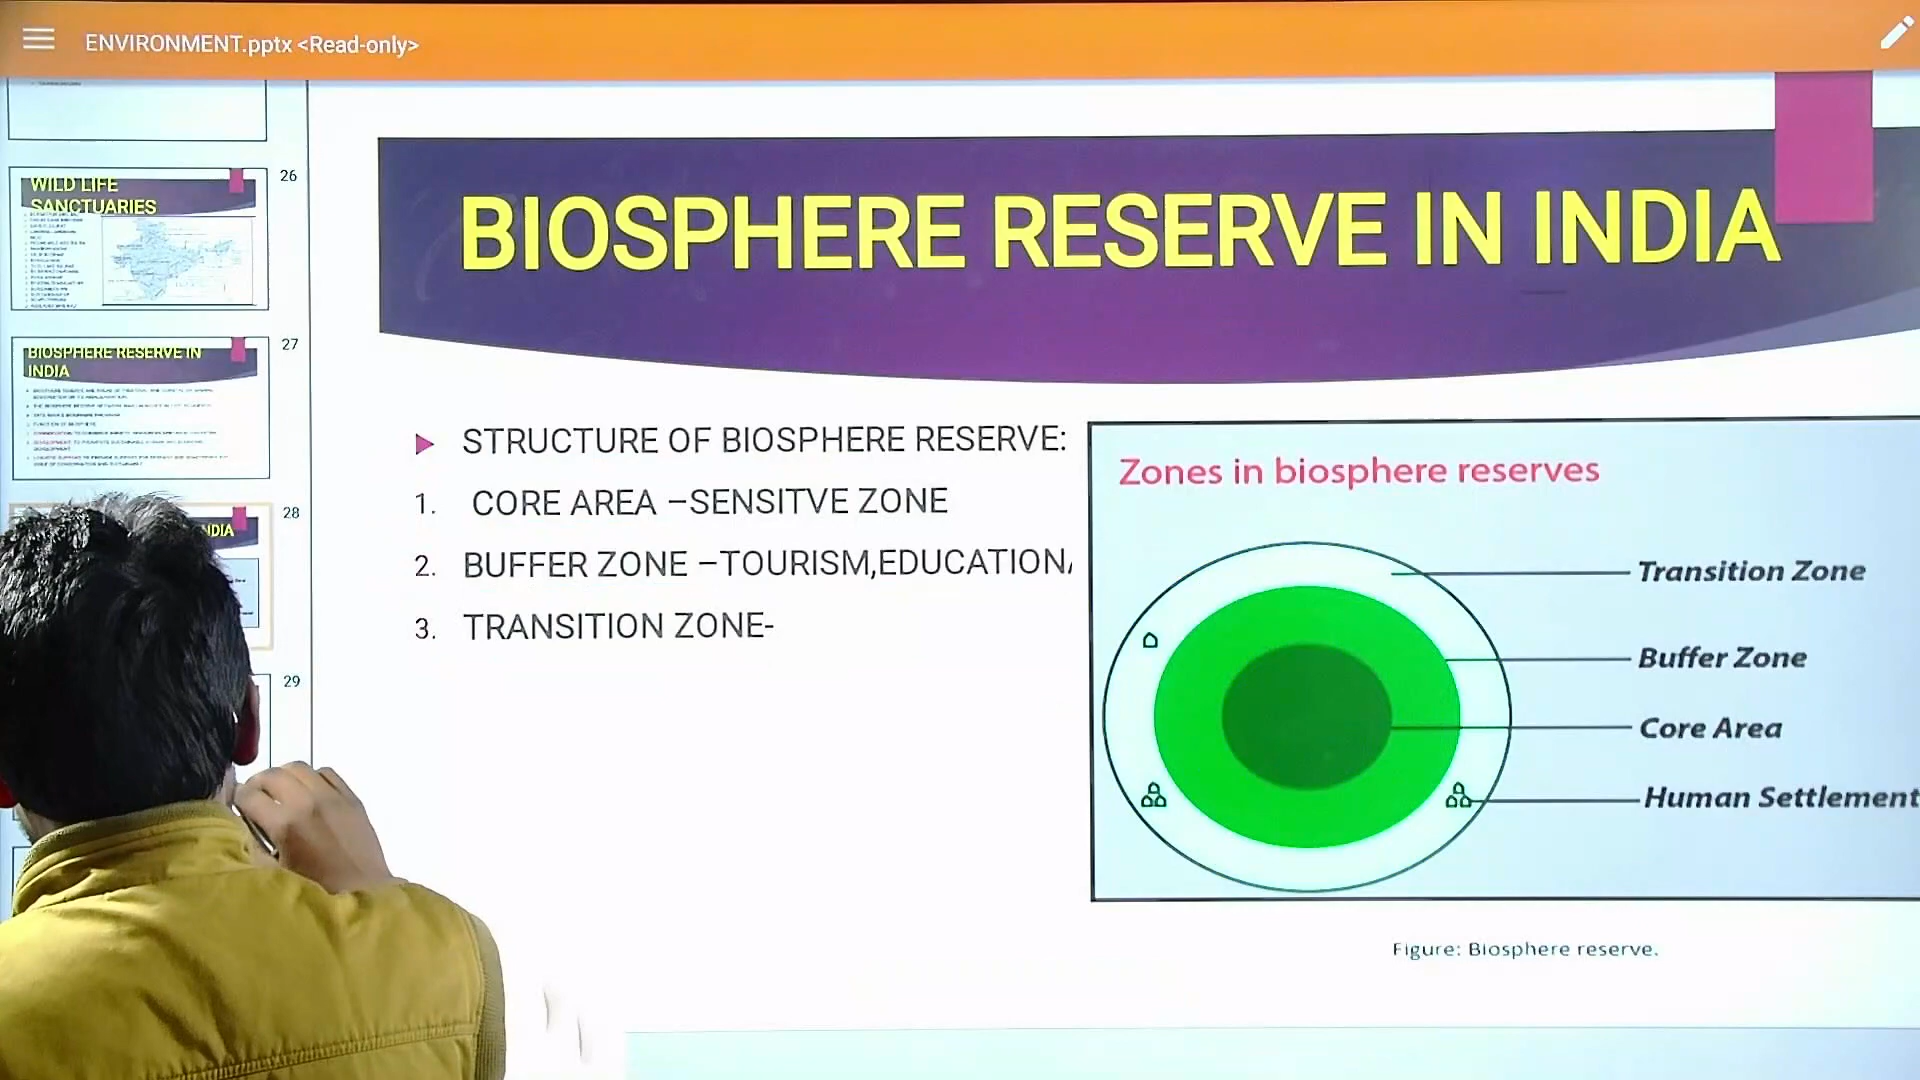 ENVIRONMENT.pptx <Read-only>
26
WILD LIFE
SANCTUARIES
27
BIOSPHERE RESERVE IN
INDIA
28
NDIA
29
BIOSPHERE RESERVE IN INDIA
STRUCTURE OF BIOSPHERE RESERVE:
1. CORE AREA –SENSITVE ZONE
2. BUFFER ZONE –TOURISM,EDUCATION
3. TRANSITION ZONE-
Zones in biosphere reserves
Transition Zone
Buffer Zone
Core Area
Human Settlement
Figure: Biosphere reserve.